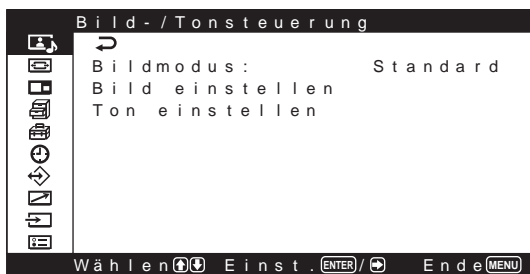 Bild-/Tonsteuerung
Bildmodus: Standard
Bild einstellen
Ton einstellen
Wählen Einst. ENTER / Ende MENU